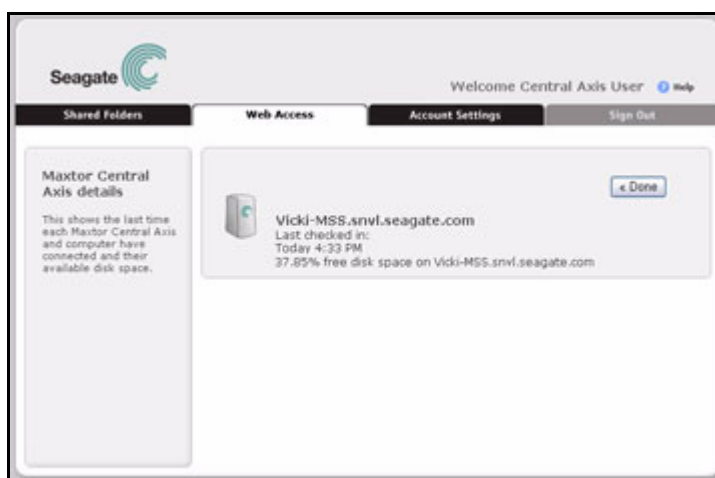 Seagate
Welcome Central Axis User
? Help
Shared Folders
Web Access
Account Settings
Sign Out
Maxtor Central
Axis details
This shows the last time
each Maxtor Central Axis
and computer have
connected and their
available disk space.
« Done
Vicki-MSS.snvl.seagate.com
Last checked in:
Today 4:33 PM
37.85% free disk space on Vicki-MSS.snvl.seagate.com